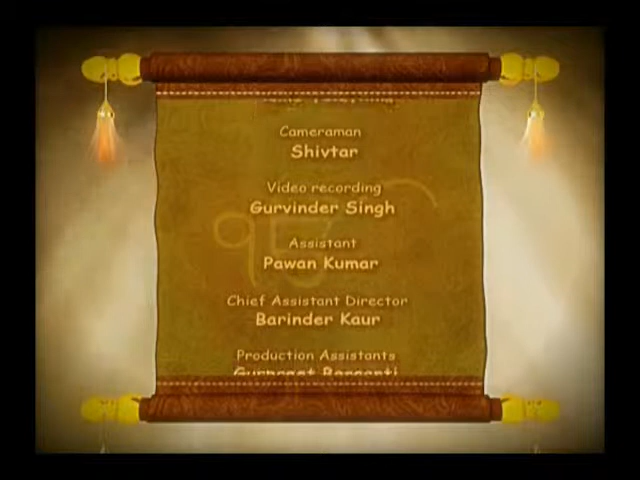 Cameraman
Shivtar
Video recording
Gurvinder Singh
ੴ
Assistant
Pawan Kumar
Chief Assistant Director
Barinder Kaur
Production Assistants